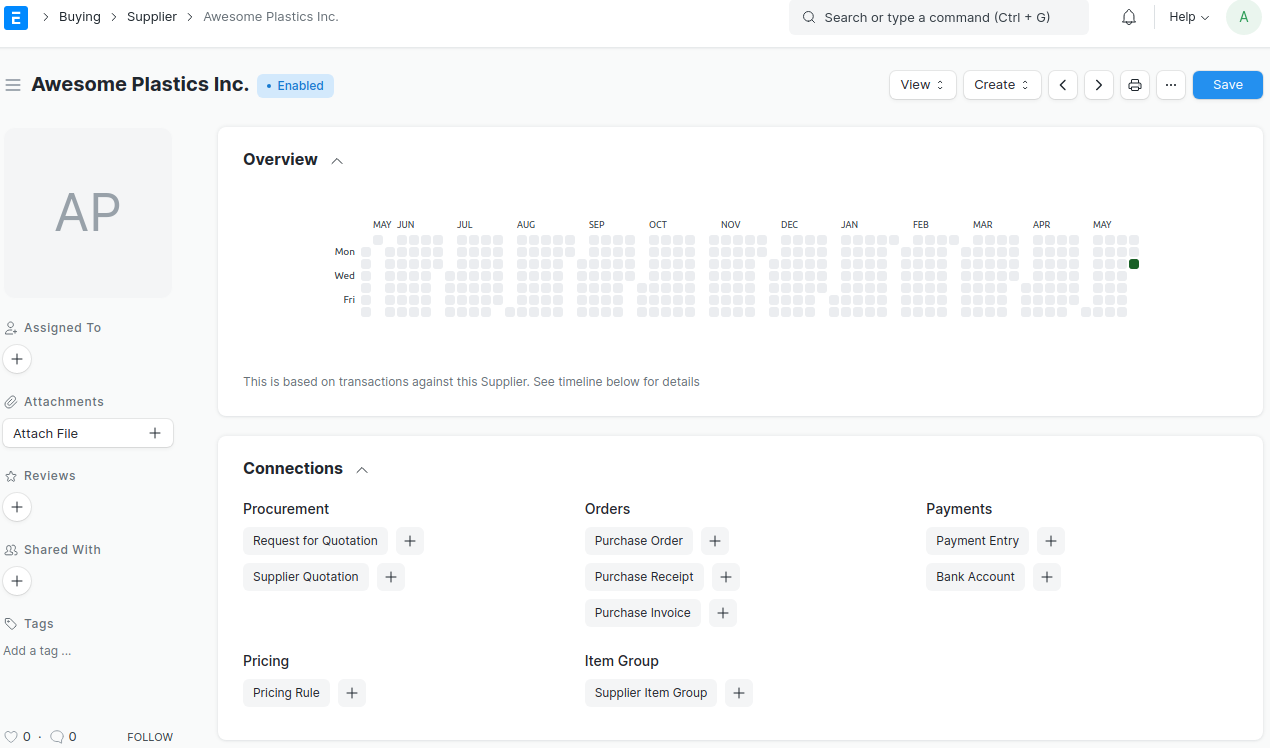 E Buying Supplier Awesome Plastics Inc. Search or type a command (Ctrl + G) Help A
Awesome Plastics Inc. • Enabled View Create ... Save
AP
Assigned To
Attachments
Attach File
Reviews
Shared With
Tags
Add a tag ...
0 · 0 FOLLOW
Overview
MAY JUN JUL AUG SEP OCT NOV DEC JAN FEB MAR APR MAY
Mon
Wed
Fri
This is based on transactions against this Supplier. See timeline below for details
Connections
Procurement
Request for Quotation
Supplier Quotation
Orders
Purchase Order
Purchase Receipt
Purchase Invoice
Payments
Payment Entry
Bank Account
Pricing
Pricing Rule
Item Group
Supplier Item Group